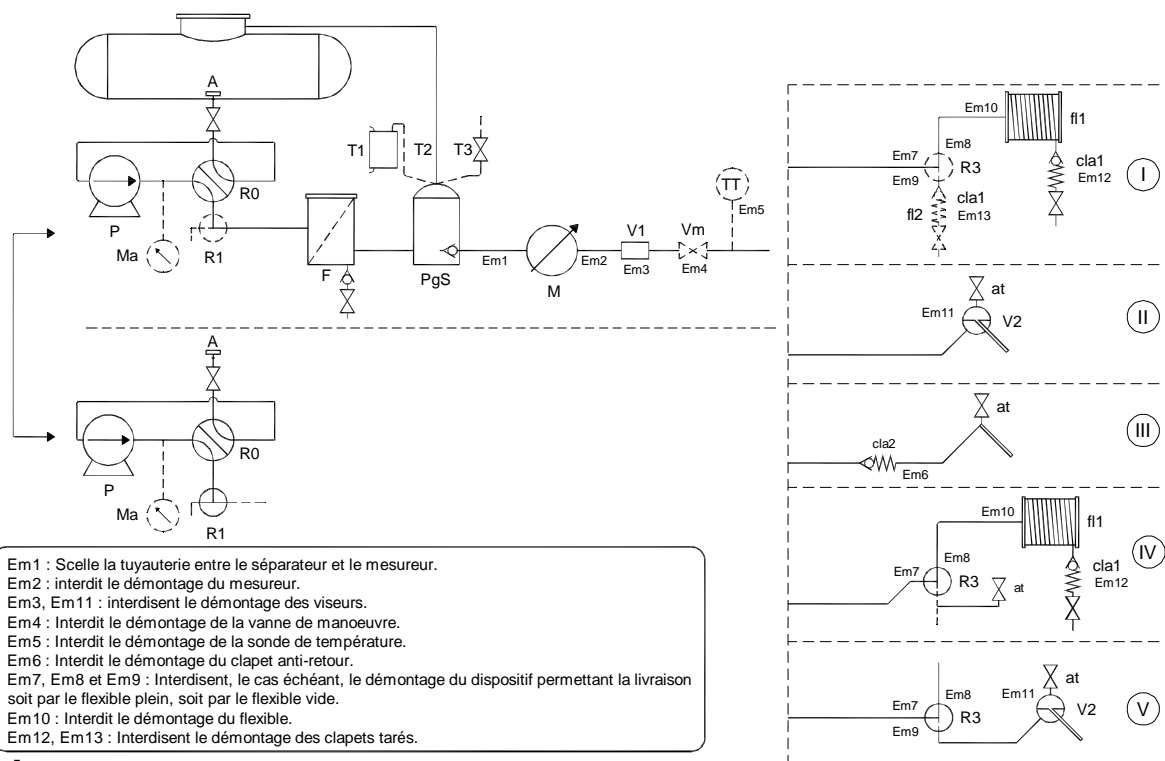 A
T1
T2
T3
TT
Em5
P
R0
Ma
R1
F
PgS
Em1
M
Em2
V1
Em3
Vm
Em4
A
P
R0
Ma
R1
Em10
fl1
Em8
Em7
R3
Em9
cla1
Em12
cla1
fl2
Em13
I
at
Em11
V2
II
at
cla2
Em6
III
Em10
fl1
Em8
Em7
R3
cla1
Em12
at
IV
at
Em8
Em11
Em7
R3
V2
Em9
V
Em1 : Scelle la tuyauterie entre le séparateur et le mesureur.
Em2 : interdit le démontage du mesureur.
Em3, Em11 : interdisent le démontage des viseurs.
Em4 : Interdit le démontage de la vanne de manoeuvre.
Em5 : Interdit le démontage de la sonde de température.
Em6 : Interdit le démontage du clapet anti-retour.
Em7, Em8 et Em9 : Interdisent, le cas échéant, le démontage du dispositif permettant la livraison
soit par le flexible plein, soit par le flexible vide.
Em10 : Interdit le démontage du flexible.
Em12, Em13 : Interdisent le démontage des clapets tarés.